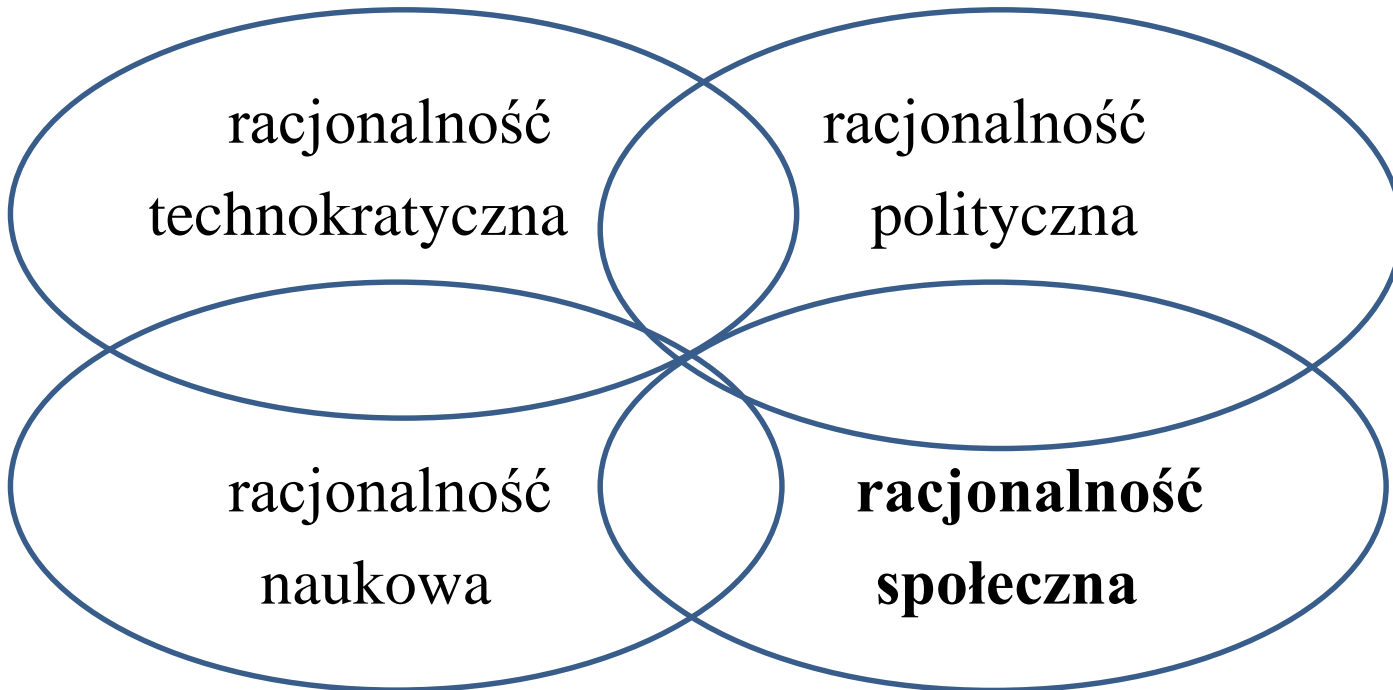 racjonalność
technokratyczna
racjonalność
polityczna
racjonalność
naukowa
racjonalność
społeczna